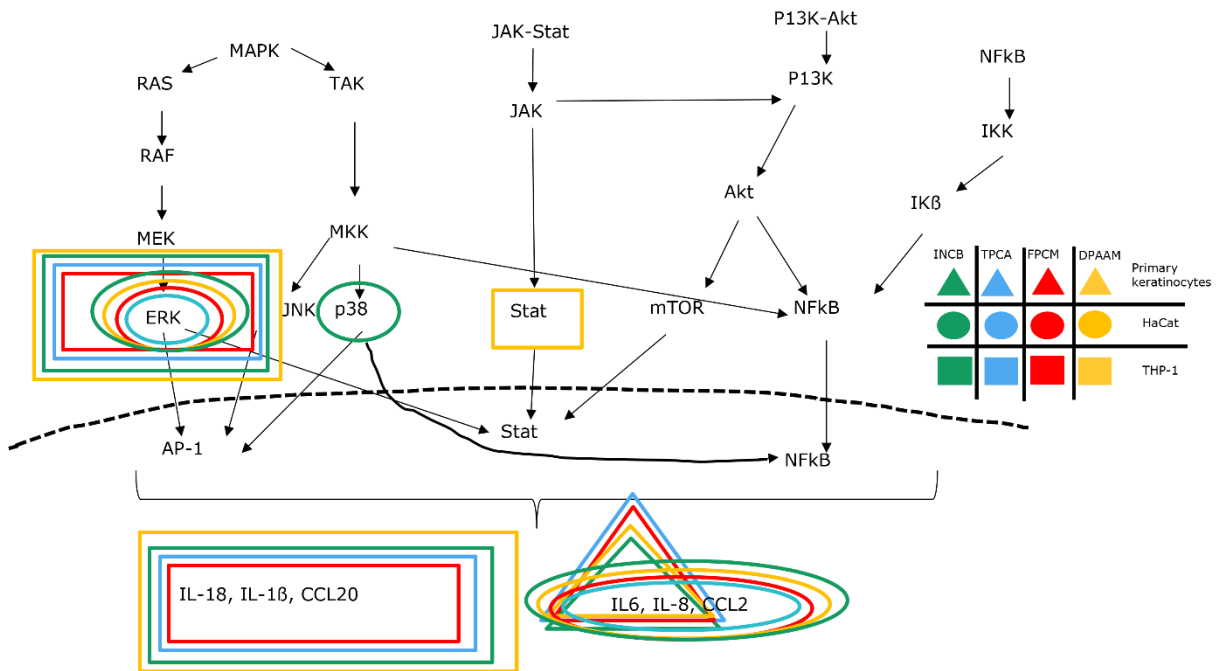 P13K-Akt
JAK-Stat
MAPK
NFkB
RAS
TAK
P13K
JAK
IKK
RAF
Akt
IKß
MEK
MKK
INCB
TPCA
FPCM
DPAAM
Primary
keratinocytes
ERK
JNK
p38
Stat
mTOR
NFkB
HaCat
THP-1
Stat
AP-1
NFkB
IL-18, IL-1ß, CCL20
IL6, IL-8, CCL2